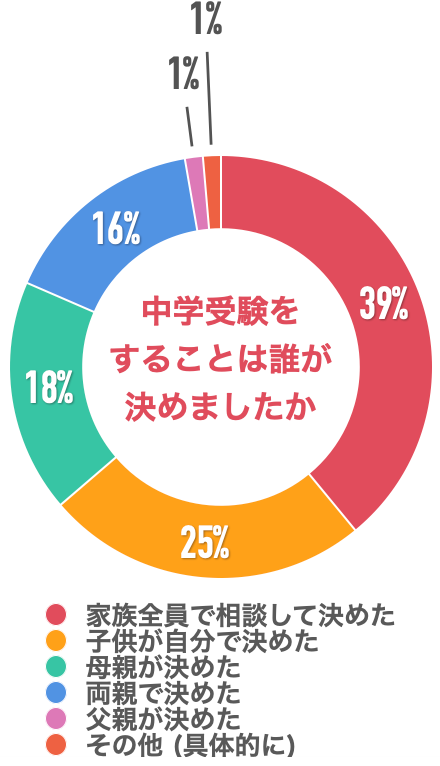 1%
1%
16%
39%
中学受験を
することは誰が
決めましたか
18%
25%
家族全員で相談して決めた
子供が自分で決めた
母親が決めた
両親で決めた
父親が決めた
その他 (具体的に)